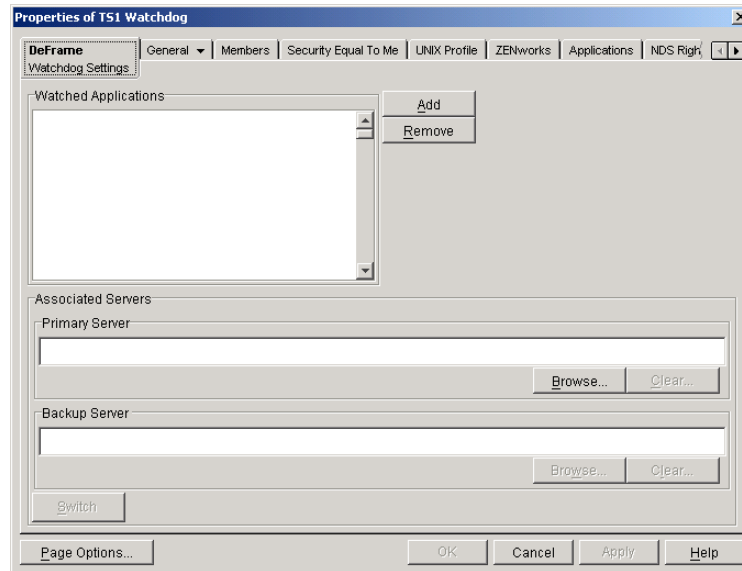 Properties of TS1 Watchdog
DeFrame General Members Security Equal To Me UNIX Profile ZENworks Applications NDS Righ
Watchdog Settings
Watched Applications
Add
Remove
Associated Servers
Primary Server
Browse... Clear...
Backup Server
Browse... Clear...
Switch
Page Options... OK Cancel Apply Help